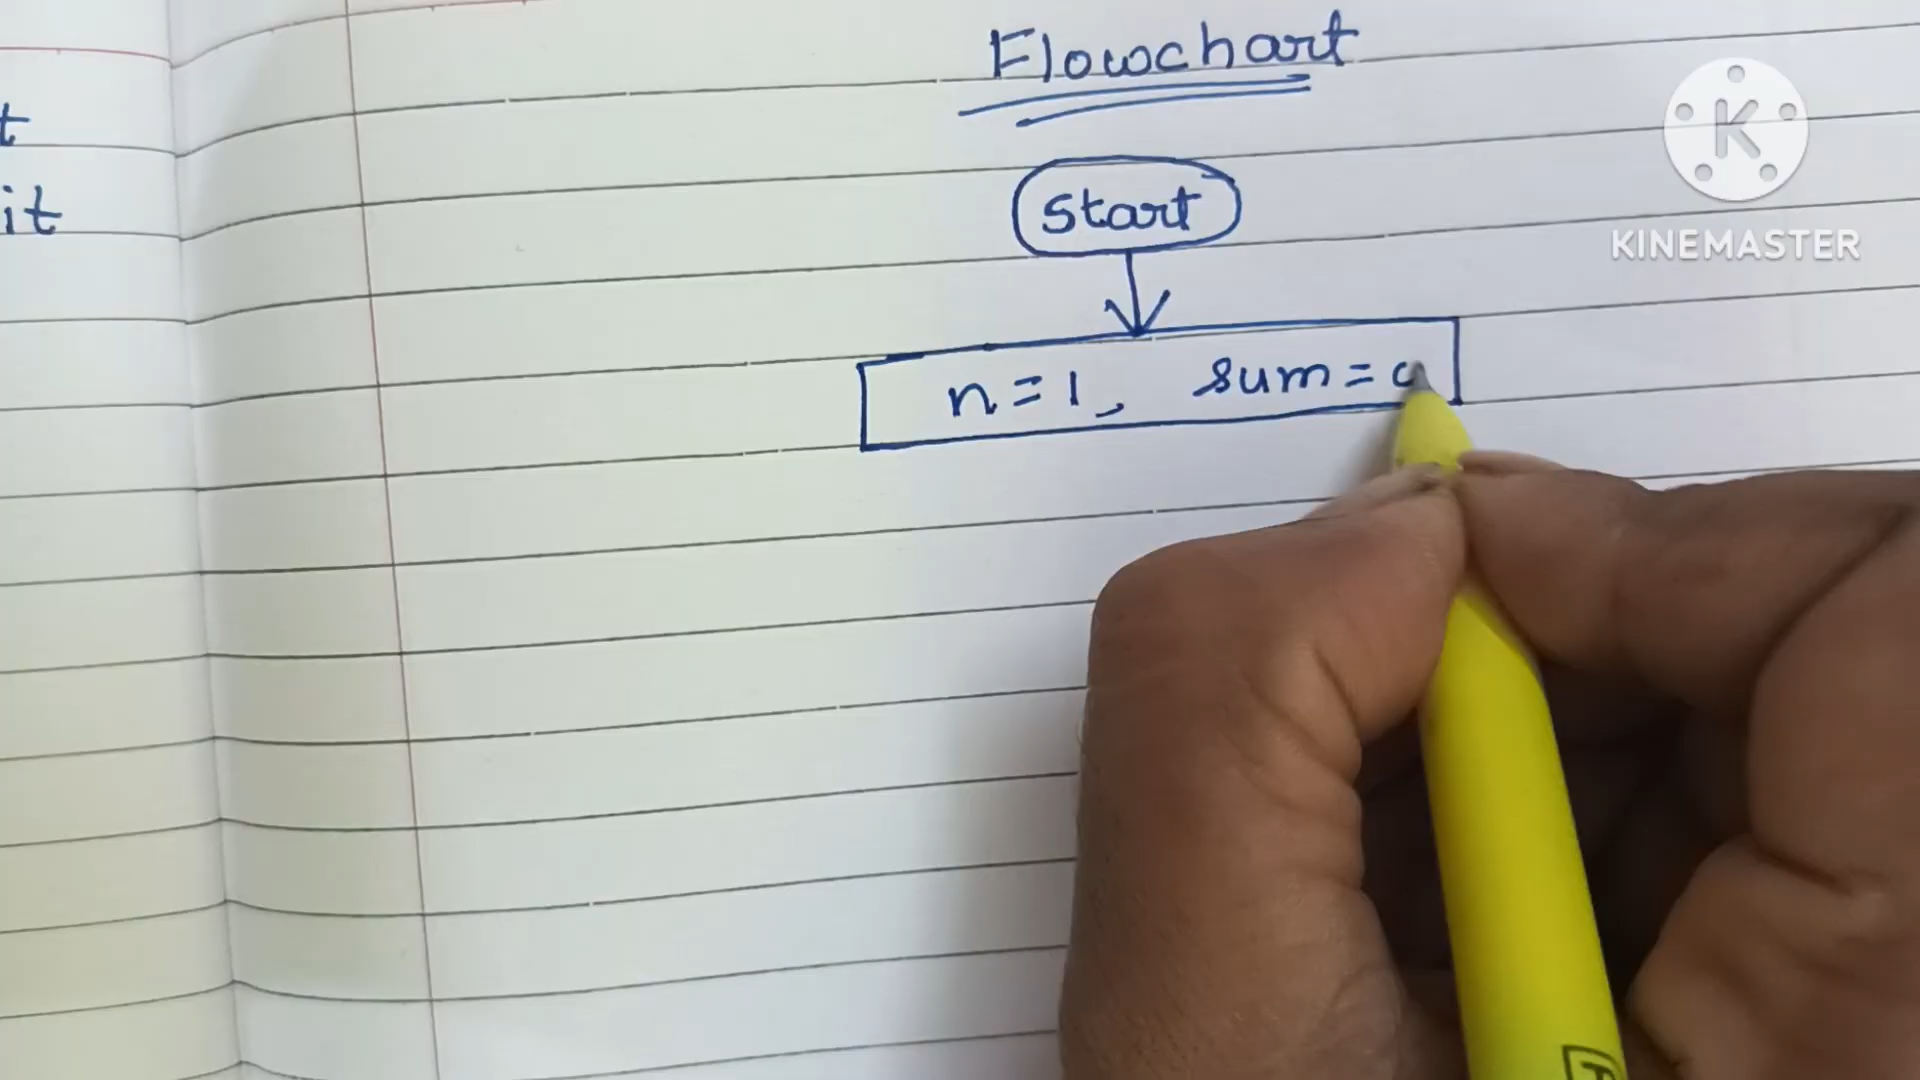 Flowchart
t
K
start
it
KINEMASTER
n=1, sum=0